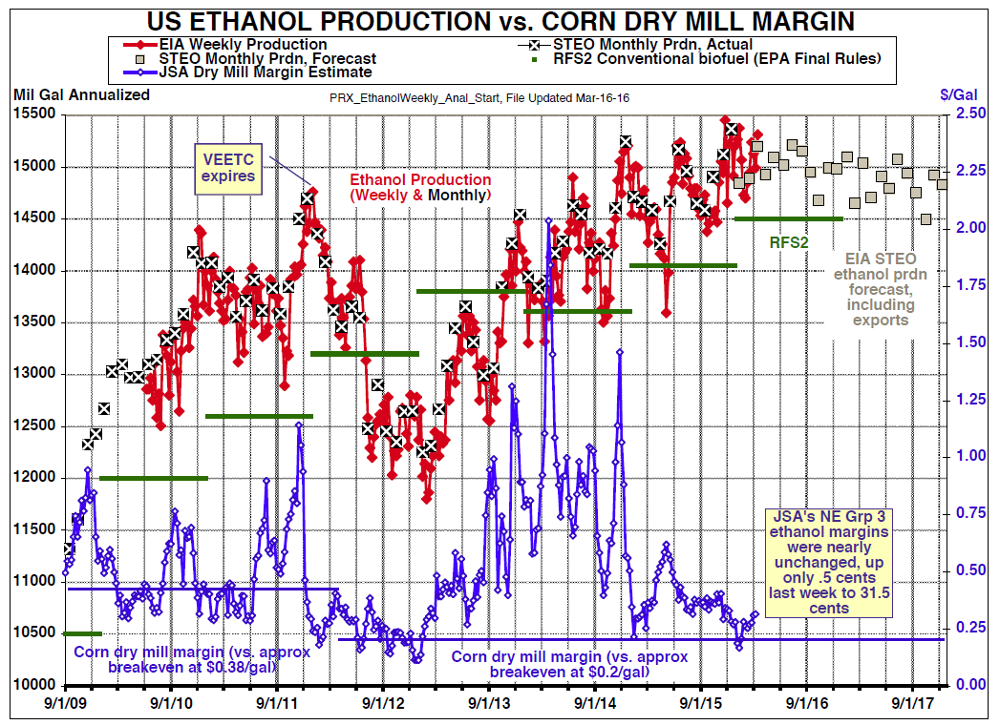 US ETHANOL PRODUCTION vs. CORN DRY MILL MARGIN
EIA Weekly Production
STEO Monthly Prdn, Actual
STEO Monthly Prdn, Forecast
RFS2 Conventional biofuel (EPA Final Rules)
JSA Dry Mill Margin Estimate
Mil Gal Annualized
PRX_EthanolWeekly_Anal_Start, File Updated Mar-16-16
$/Gal
15500
15000
14500
14000
13500
13000
12500
12000
11500
11000
10500
10000
2.50
2.25
2.00
1.75
1.50
1.25
1.00
0.75
0.50
0.25
0.00
VEETC
expires
Ethanol Production
(Weekly & Monthly)
RFS2
EIA STEO
ethanol prdn
forecast,
including
exports
JSA's NE Grp 3
ethanol margins
were nearly
unchanged, up
only .5 cents
last week to 31.5
cents
Corn dry mill margin (vs. approx
breakeven at $0.38/gal)
Corn dry mill margin (vs. approx
breakeven at $0.2/gal)
9/1/09
9/1/10
9/1/11
9/1/12
9/1/13
9/1/14
9/1/15
9/1/16
9/1/17